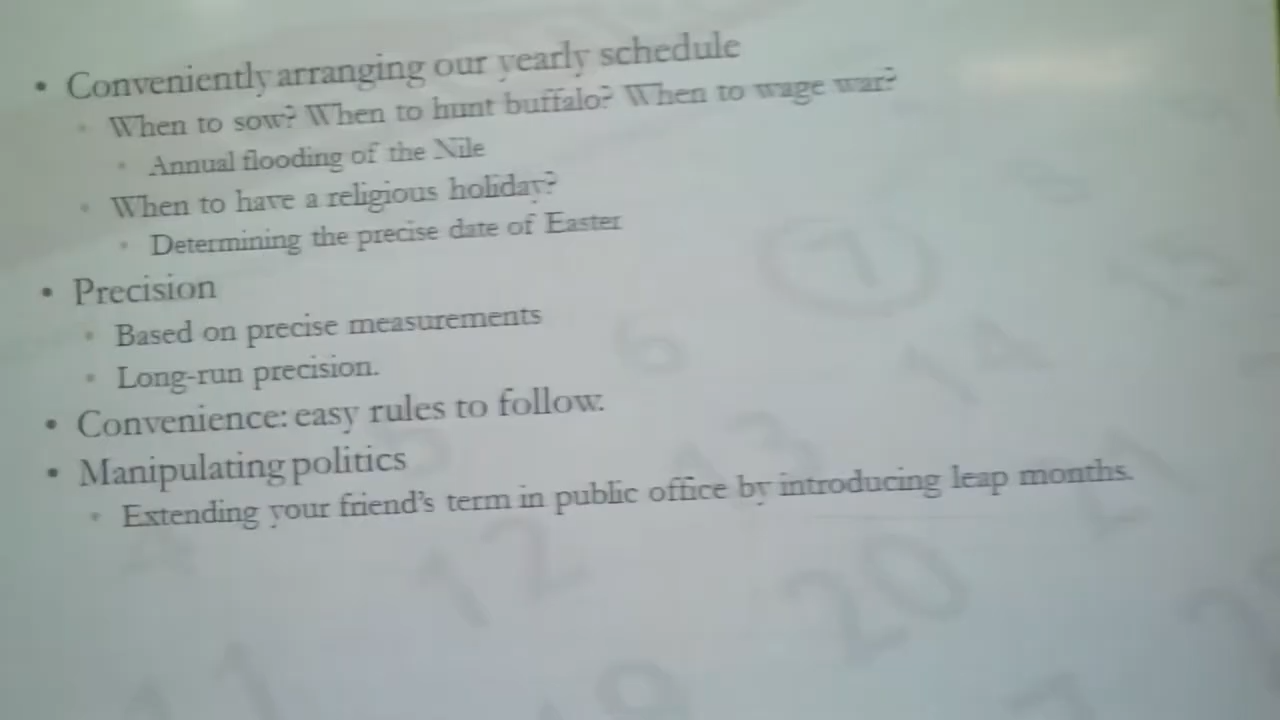 • Conveniently arranging our yearly schedule
• When to sow? When to hunt buffalo? When to wage war?
• Annual flooding of the Nile
• When to have a religious holiday?
• Determining the precise date of Easter
• Precision
• Based on precise measurements
• Long-run precision.
• Convenience: easy rules to follow.
• Manipulating politics
• Extending your friend's term in public office by introducing leap months.